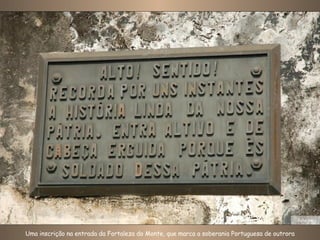 ALTO! SENTIDO!
RECORDA POR UNS INSTANTES
A HISTÓRIA LINDA DA NOSSA
PÁTRIA. ENTRA ALTIVO E DE
CABEÇA ERGUIDA PORQUE ÉS
SOLDADO DESSA PÁTRIA.
Uma inscrição na entrada da Fortaleza do Monte, que marca a soberania Portuguesa de outrora